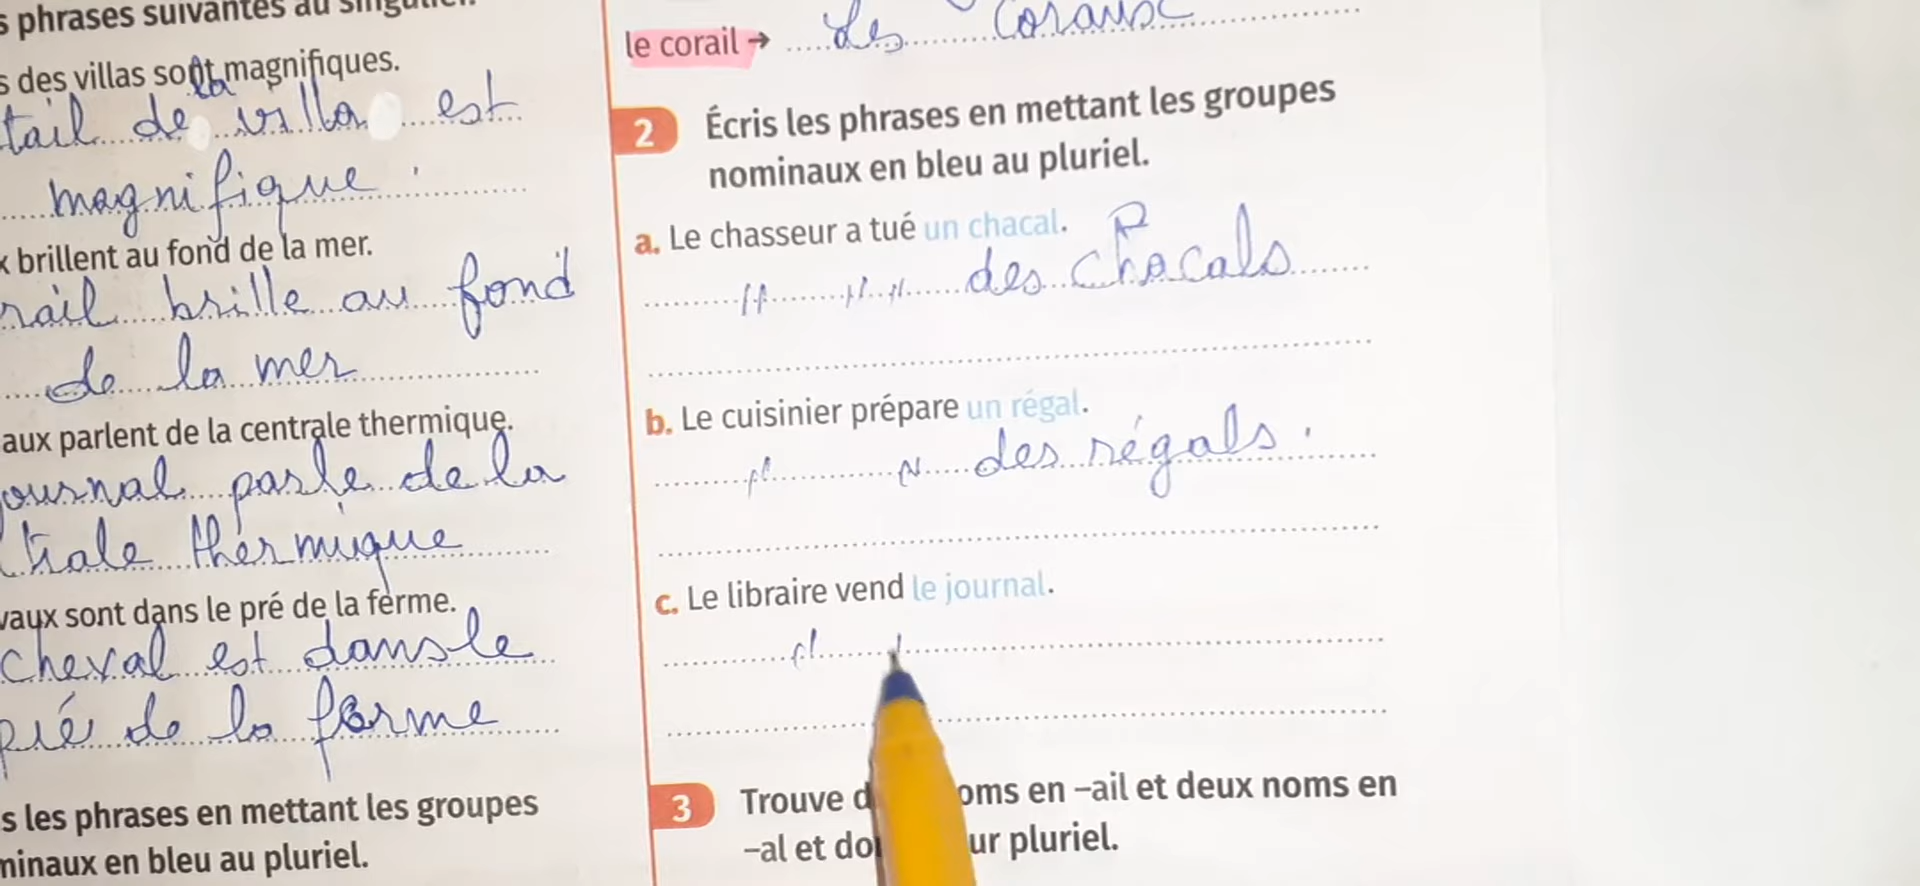 s phrases suivantes au singulier.
s des villas sont magnifiques.
la
tail de villa est
magnifique.
x brillent au fond de la mer.
rail brille au fond
de la mer
aux parlent de la centrale thermique.
ournal parle de la
trale thermique
vaux sont dans le pré de la ferme.
cheval est dans le
pré de la ferme
s les phrases en mettant les groupes
ninaux en bleu au pluriel.
le corail → les coraux
2 Écris les phrases en mettant les groupes
nominaux en bleu au pluriel.
a. Le chasseur a tué un chacal.
des chacals
b. Le cuisinier prépare un régal.
des régals.
c. Le libraire vend le journal.
3 Trouve d oms en –ail et deux noms en
–al et do ur pluriel.